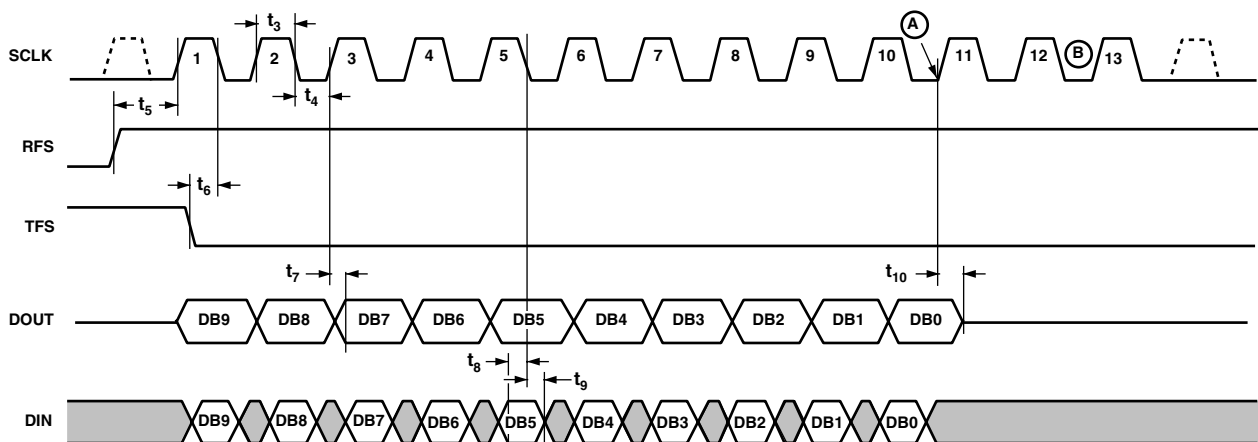 t3
A
SCLK 1 2 3 4 5 6 7 8 9 10 11 12 B 13
t5 t4
RFS
t6
TFS
t7 t10
DOUT DB9 DB8 DB7 DB6 DB5 DB4 DB3 DB2 DB1 DB0
t8 t9
DIN DB9 DB8 DB7 DB6 DB5 DB4 DB3 DB2 DB1 DB0